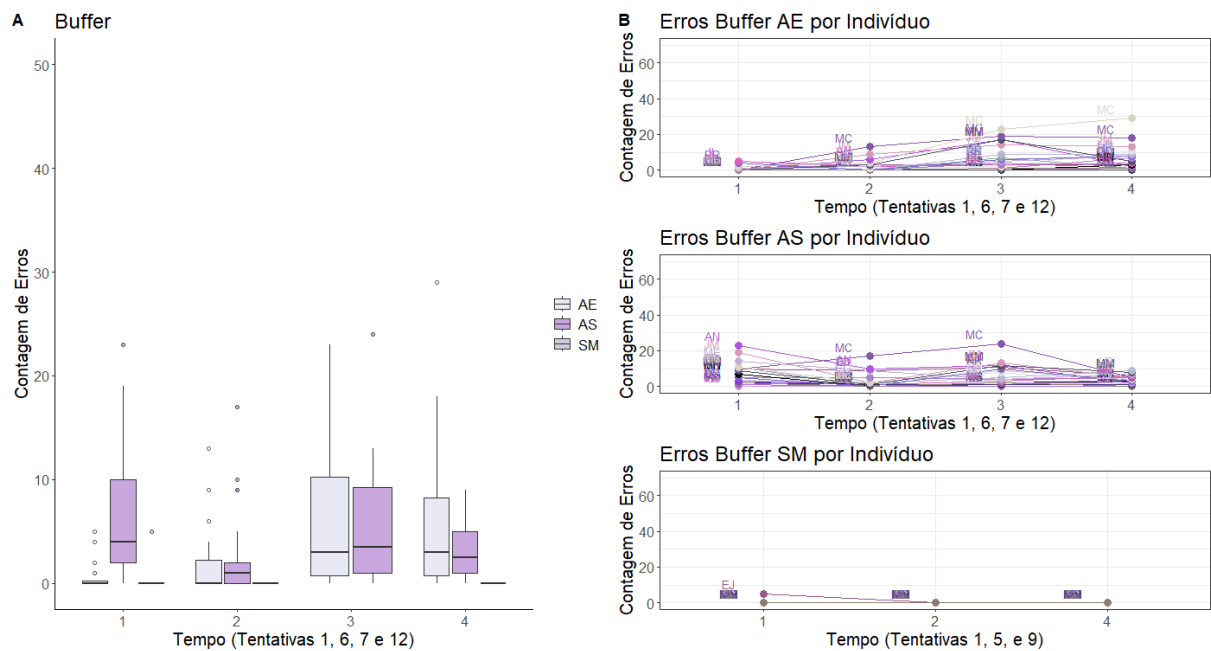 A
Buffer
50
40
30
20
10
0
Contagem de Erros
1 2 3 4
Tempo (Tentativas 1, 6, 7 e 12)
AE
AS
SM
B
Erros Buffer AE por Indivíduo
60
40
20
0
Contagem de Erros
MC
MC
MC
MC
1 2 3 4
Tempo (Tentativas 1, 6, 7 e 12)
Erros Buffer AS por Indivíduo
60
40
20
0
Contagem de Erros
AN
MC
MC
1 2 3 4
Tempo (Tentativas 1, 6, 7 e 12)
Erros Buffer SM por Indivíduo
60
40
20
0
Contagem de Erros
EJ
1 2 4
Tempo (Tentativas 1, 5, e 9)